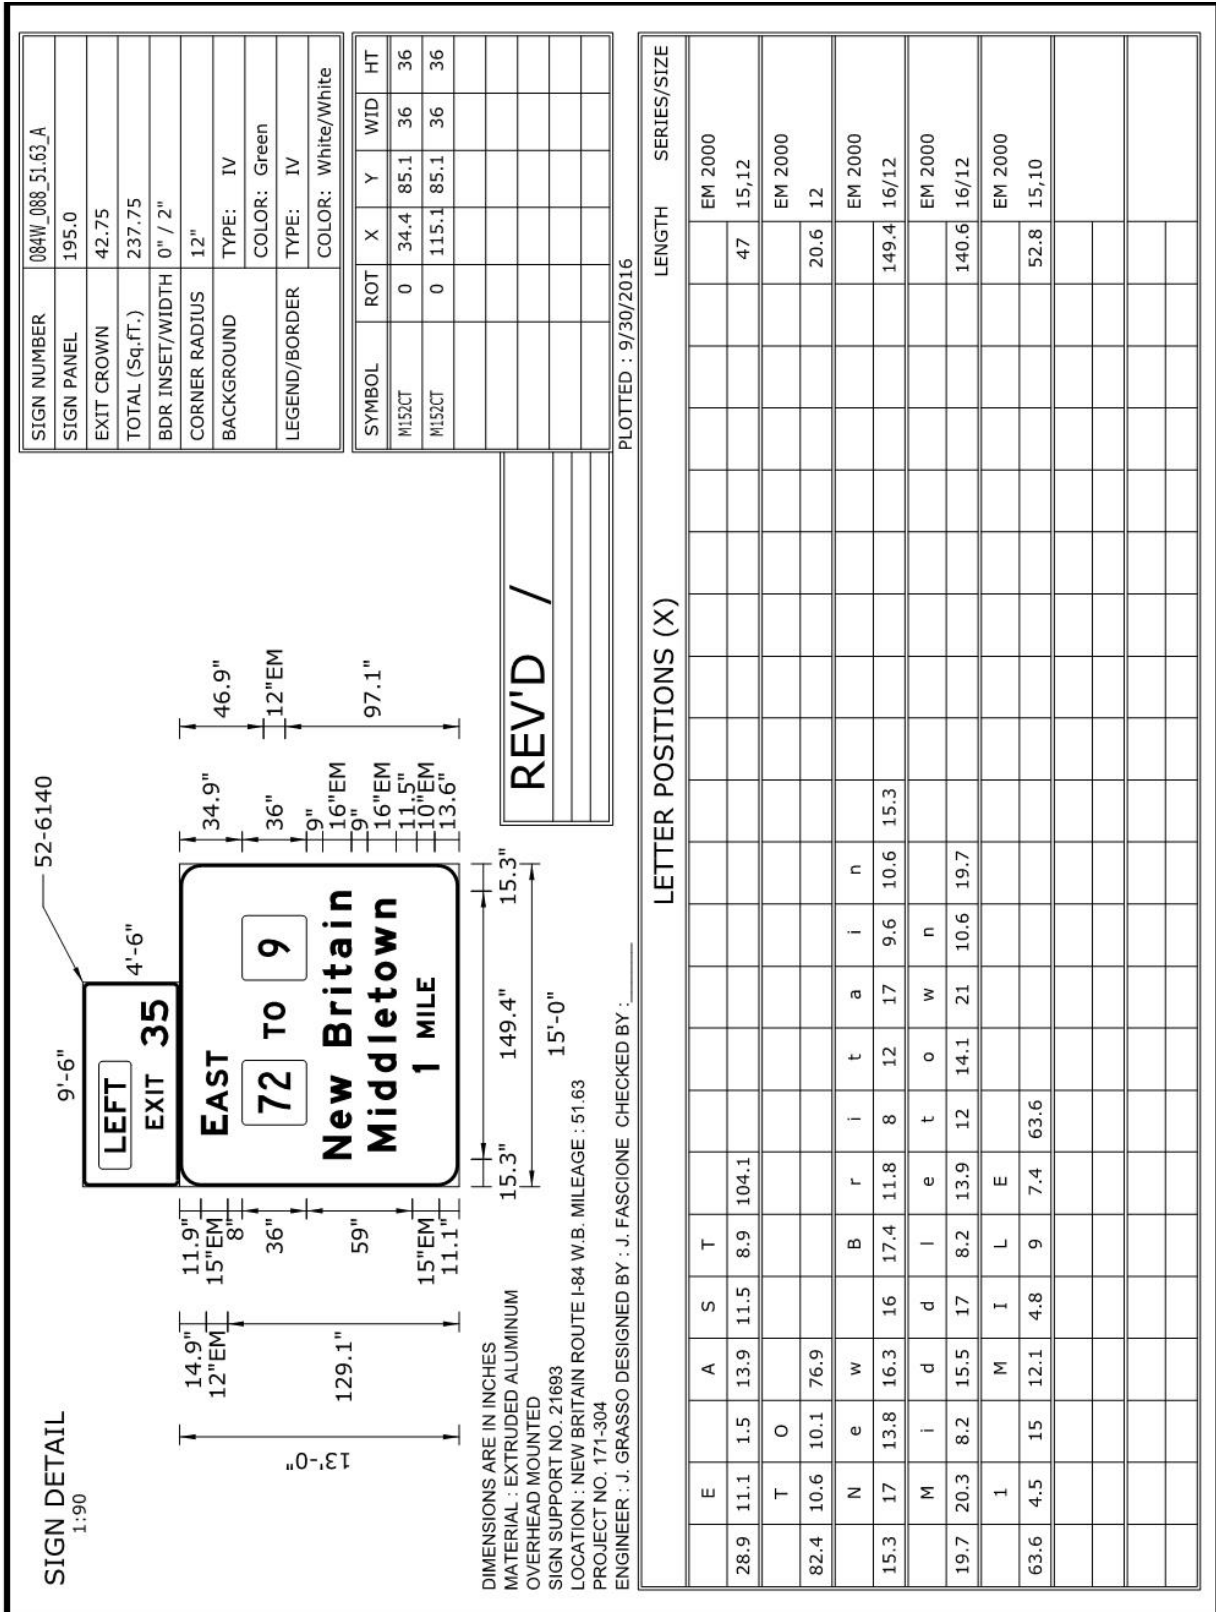 SIGN DETAIL
1:90
9'-6"
52-6140
4'-6"
LEFT
EXIT 35
EAST
72 TO 9
New Britain
Middletown
1 MILE
14.9"
12"EM
129.1"
13'-0"
11.9"
15"EM
8"
36"
59"
15"EM
11.1"
34.9"
36"
9"
16"EM
9"
16"EM
11.5"
10"EM
13.6"
46.9"
12"EM
97.1"
15.3" 149.4" 15.3"
15'-0"
DIMENSIONS ARE IN INCHES
MATERIAL : EXTRUDED ALUMINUM
OVERHEAD MOUNTED
SIGN SUPPORT NO. 21693
LOCATION : NEW BRITAIN ROUTE I-84 W.B. MILEAGE : 51.63
PROJECT NO. 171-304
ENGINEER : J. GRASSO DESIGNED BY : J. FASCIONE CHECKED BY :______
SIGN NUMBER 084W_088_51.63_A
SIGN PANEL 195.0
EXIT CROWN 42.75
TOTAL (Sq.fT.) 237.75
BDR INSET/WIDTH 0" / 2"
CORNER RADIUS 12"
BACKGROUND TYPE: IV
COLOR: Green
LEGEND/BORDER TYPE: IV
COLOR: White/White
SYMBOL ROT X Y WID HT
M152CT 0 34.4 85.1 36 36
M152CT 0 115.1 85.1 36 36
REV'D /
PLOTTED : 9/30/2016
LETTER POSITIONS (X) LENGTH SERIES/SIZE
E A S T EM 2000
28.9 11.1 1.5 13.9 11.5 8.9 104.1 47 15,12
T O EM 2000
82.4 10.6 10.1 76.9 20.6 12
N e w B r i t a i n EM 2000
15.3 17 13.8 16.3 16 17.4 11.8 8 12 17 9.6 10.6 15.3 149.4 16/12
M i d d l e t o w n EM 2000
19.7 20.3 8.2 15.5 17 8.2 13.9 12 14.1 21 10.6 19.7 140.6 16/12
1 M I L E EM 2000
63.6 4.5 15 12.1 4.8 9 7.4 63.6 52.8 15,10